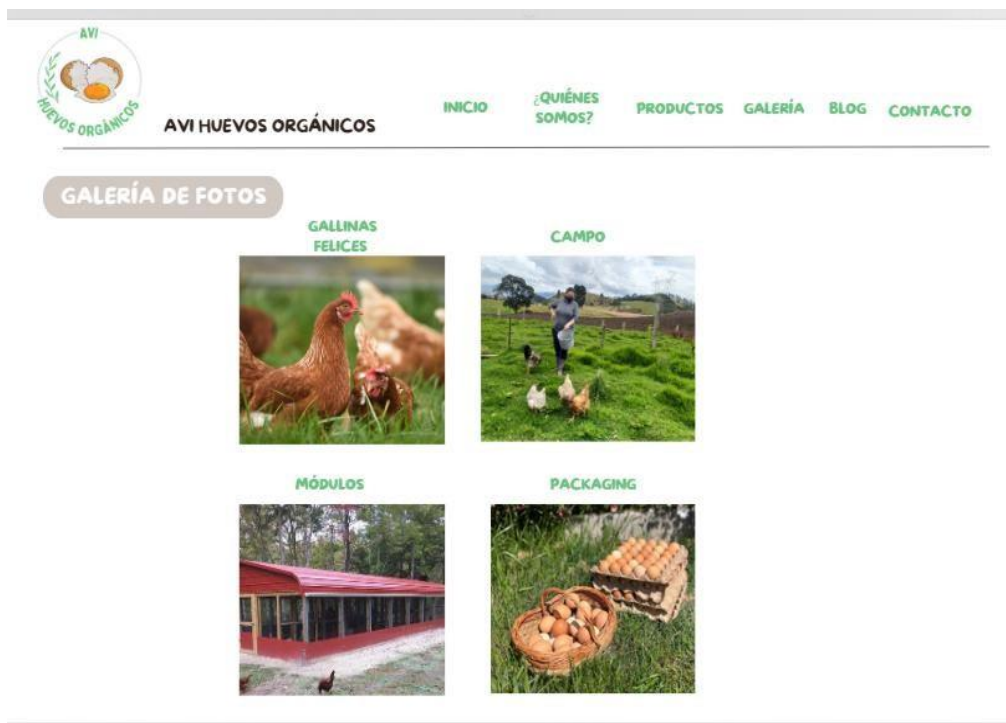 AVI
HUEVOS ORGÁNICOS
AVI HUEVOS ORGÁNICOS
INICIO
¿QUIÉNES
SOMOS?
PRODUCTOS
GALERÍA
BLOG
CONTACTO
GALERÍA DE FOTOS
GALLINAS
FELICES
CAMPO
MÓDULOS
PACKAGING